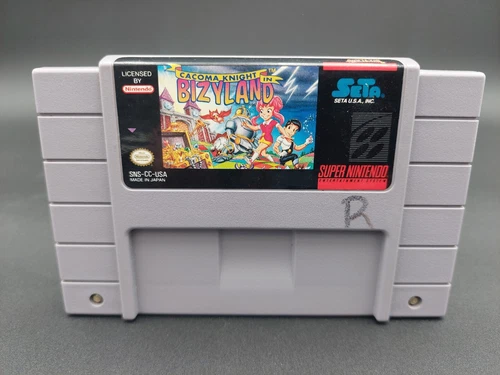 LICENSED BY
Nintendo
CACOMA KNIGHT IN
BIZYLAND
TM
SNS-CC-USA
MADE IN JAPAN
SETA
SETA U.S.A., INC.
SUPER NINTENDO
ENTERTAINMENT SYSTEM
R